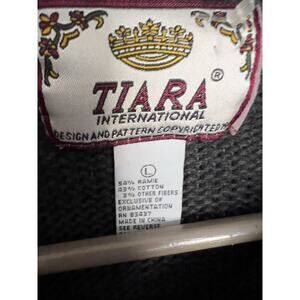 TIARA
®
INTERNATIONAL
DESIGN AND PATTERN COPYRIGHTED
L
54% RAMIE
43% COTTON
3% OTHER FIBERS
EXCLUSIVE OF
ORNAMENTATION
RN 83437
MADE IN CHINA
SEE REVERSE